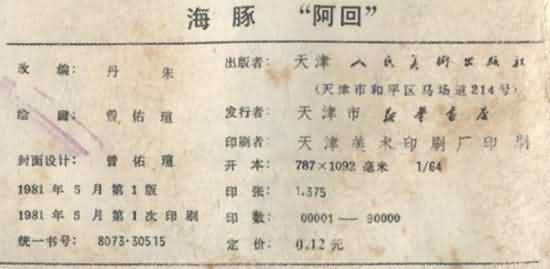 海豚 “阿回”
改编：丹朱
绘画：曾佑瑄
封面设计：曾佑瑄
1981年5月第1版
1981年5月第1次印刷
统一书号：8073·30515
出版者：天津人民美术出版社
（天津市和平区马场道214号）
发行者：天津市新华书店
印刷者：天津美术印刷厂印刷
开本：787×1092毫米 1/64
印张：1.375
印数：00001—90000
定价：0.12元